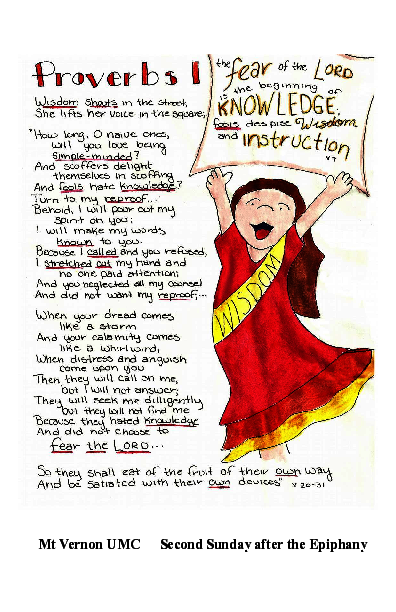 Proverbs 1
the fear of the LORD
is the beginning of
KNOWLEDGE;
fools despise Wisdom
and instruction
v 7
Wisdom shouts in the street,
She lifts her voice in the square;
"How long, O naive ones,
will you love being
simple-minded?
And scoffers delight
themselves in scoffing
And fools hate knowledge?
Turn to my reproof...
Behold, I will pour out my
spirit on you;
I will make my words
known to you.
Because I called and you refused,
I stretched out my hand and
no one paid attention;
And you neglected all my counsel
And did not want my reproof;...
When your dread comes
like a storm
And your calamity comes
like a whirlwind,
When distress and anguish
come upon you
Then they will call on me,
but I will not answer;
They will seek me diligently
but they will not find me
Because they hated knowledge
And did not choose to
fear the LORD...
So they shall eat of the fruit of their own way
And be satisfied with their own devices" v 20-31
WISDOM
Mt Vernon UMC Second Sunday after the Epiphany